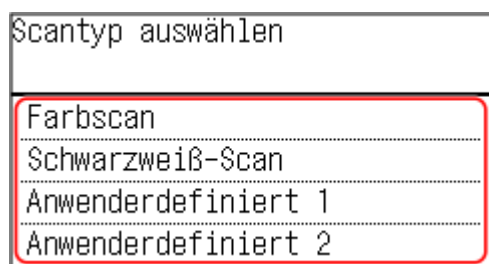 Scantyp auswählen
Farbscan
Schwarzweiß-Scan
Anwenderdefiniert 1
Anwenderdefiniert 2